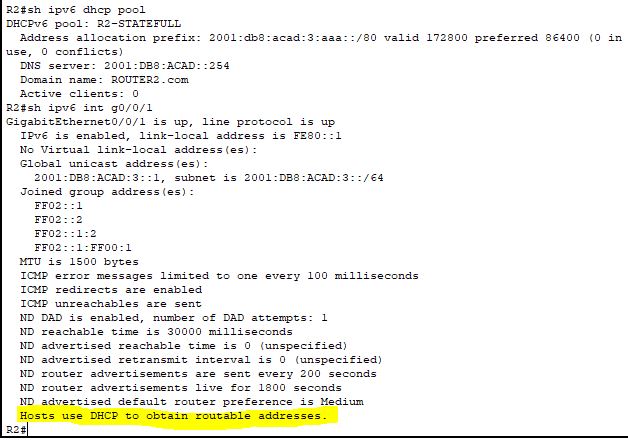 R2#sh ipv6 dhcp pool
DHCPv6 pool: R2-STATEFULL
Address allocation prefix: 2001:db8:acad:3:aaa::/80 valid 172800 preferred 86400 (0 in
use, 0 conflicts)
DNS server: 2001:DB8:ACAD::254
Domain name: ROUTER2.com
Active clients: 0
R2#sh ipv6 int g0/0/1
GigabitEthernet0/0/1 is up, line protocol is up
IPv6 is enabled, link-local address is FE80::1
No Virtual link-local address(es):
Global unicast address(es):
2001:DB8:ACAD:3::1, subnet is 2001:DB8:ACAD:3::/64
Joined group address(es):
FF02::1
FF02::2
FF02::1:2
FF02::1:FF00:1
MTU is 1500 bytes
ICMP error messages limited to one every 100 milliseconds
ICMP redirects are enabled
ICMP unreachables are sent
ND DAD is enabled, number of DAD attempts: 1
ND reachable time is 30000 milliseconds
ND advertised reachable time is 0 (unspecified)
ND advertised retransmit interval is 0 (unspecified)
ND router advertisements are sent every 200 seconds
ND router advertisements live for 1800 seconds
ND advertised default router preference is Medium
Hosts use DHCP to obtain routable addresses.
R2#